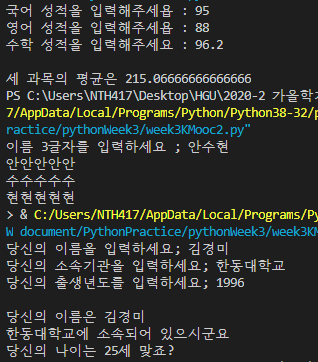 국어 성적을 입력해주세욥 : 95
영어 성적을 입력해주세욥 : 88
수학 성적을 입력해주세요 : 96.2
세 과목의 평균은 215.06666666666666
PS C:\Users\NTH417\Desktop\HGU\2020-2 가을학
7/AppData/Local/Programs/Python/Python38-32/p
ractice/pythonWeek3/week3KMooc2.py"
이름 3글자를 입력하세요 ; 안수현
안안안안안
수수수수수
현현현현현
> & C:/Users/NTH417/AppData/Local/Programs/Py
W document/PythonPractice/pythonWeek3/week3KM
당신의 이름을 입력하세요; 김경미
당신의 소속기관을 입력하세요; 한동대학교
당신의 출생년도를 입력하세요; 1996
당신의 이름은 김경미
한동대학교에 소속되어 있으시군요
당신의 나이는 25세 맞죠?